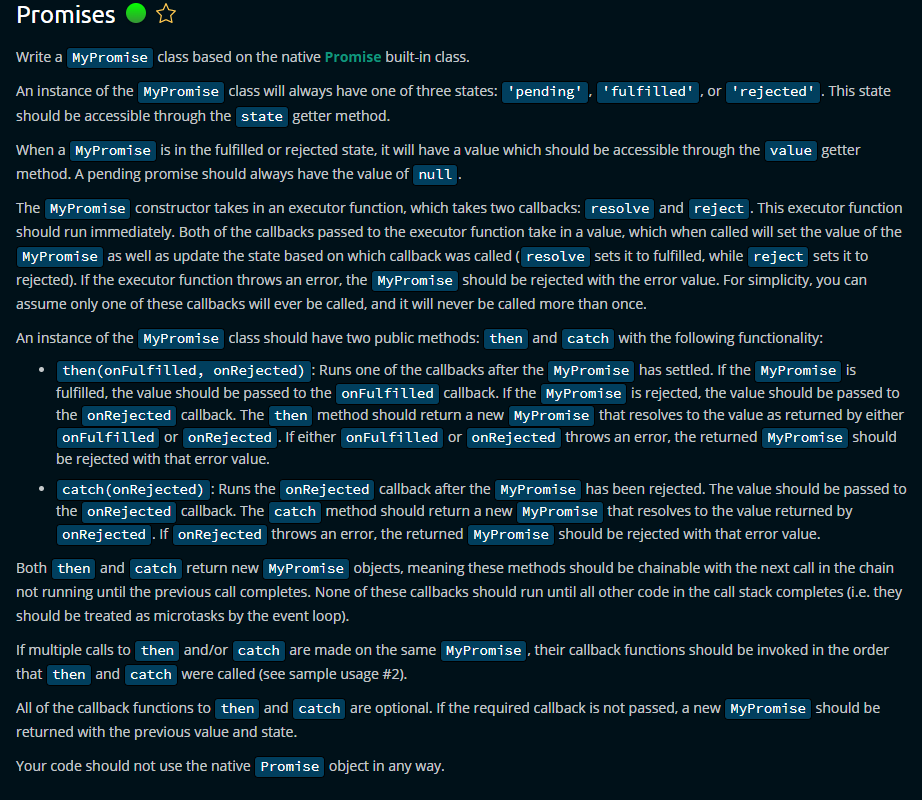 Promises
Write a MyPromise class based on the native Promise built-in class.
An instance of the MyPromise class will always have one of three states: 'pending', 'fulfilled', or 'rejected'. This state
should be accessible through the state getter method.
When a MyPromise is in the fulfilled or rejected state, it will have a value which should be accessible through the value getter
method. A pending promise should always have the value of null.
The MyPromise constructor takes in an executor function, which takes two callbacks: resolve and reject. This executor function
should run immediately. Both of the callbacks passed to the executor function take in a value, which when called will set the value of the
MyPromise as well as update the state based on which callback was called (resolve sets it to fulfilled, while reject sets it to
rejected). If the executor function throws an error, the MyPromise should be rejected with the error value. For simplicity, you can
assume only one of these callbacks will ever be called, and it will never be called more than once.
An instance of the MyPromise class should have two public methods: then and catch with the following functionality:
• then(onFulfilled, onRejected): Runs one of the callbacks after the MyPromise has settled. If the MyPromise is
fulfilled, the value should be passed to the onFulfilled callback. If the MyPromise is rejected, the value should be passed to
the onRejected callback. The then method should return a new MyPromise that resolves to the value as returned by either
onFulfilled or onRejected. If either onFulfilled or onRejected throws an error, the returned MyPromise should
be rejected with that error value.
• catch(onRejected): Runs the onRejected callback after the MyPromise has been rejected. The value should be passed to
the onRejected callback. The catch method should return a new MyPromise that resolves to the value returned by
onRejected. If onRejected throws an error, the returned MyPromise should be rejected with that error value.
Both then and catch return new MyPromise objects, meaning these methods should be chainable with the next call in the chain
not running until the previous call completes. None of these callbacks should run until all other code in the call stack completes (i.e. they
should be treated as microtasks by the event loop).
If multiple calls to then and/or catch are made on the same MyPromise, their callback functions should be invoked in the order
that then and catch were called (see sample usage #2).
All of the callback functions to then and catch are optional. If the required callback is not passed, a new MyPromise should be
returned with the previous value and state.
Your code should not use the native Promise object in any way.